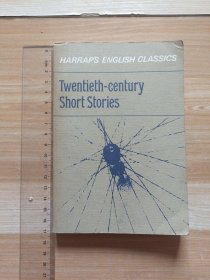 HARRAP'S ENGLISH CLASSICS
Twentieth-century
Short Stories